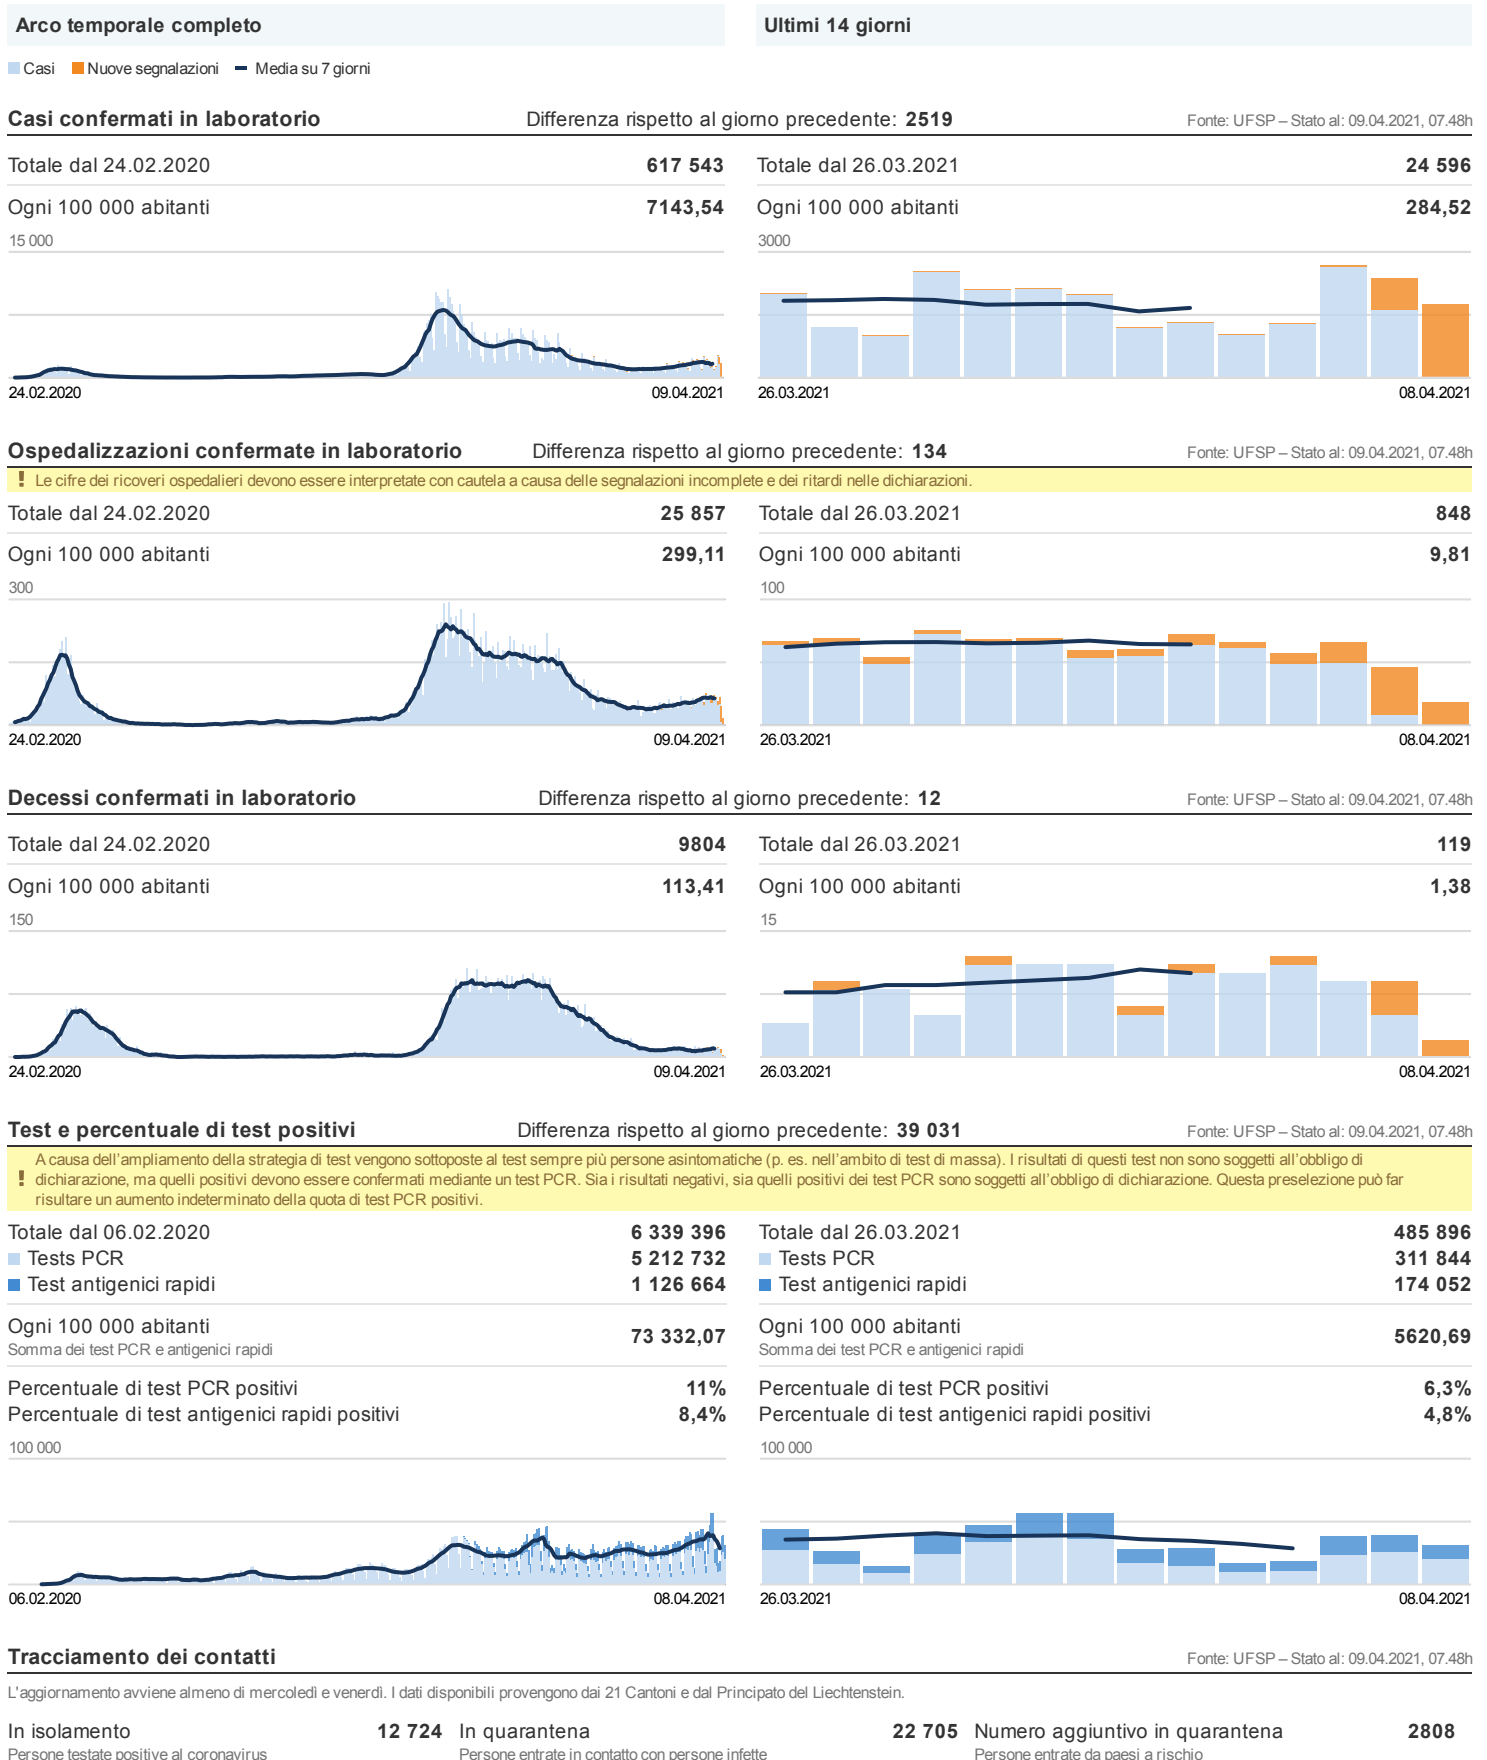 Arco temporale completo
Ultimi 14 giorni
Casi Nuove segnalazioni Media su 7 giorni
Casi confermati in laboratorio Differenza rispetto al giorno precedente: 2519 Fonte: UFSP – Stato al: 09.04.2021, 07.48h
Totale dal 24.02.2020 617 543
Ogni 100 000 abitanti 7143,54
15 000
24.02.2020 09.04.2021
Totale dal 26.03.2021 24 596
Ogni 100 000 abitanti 284,52
3000
26.03.2021 08.04.2021
Ospedalizzazioni confermate in laboratorio Differenza rispetto al giorno precedente: 134 Fonte: UFSP – Stato al: 09.04.2021, 07.48h
! Le cifre dei ricoveri ospedalieri devono essere interpretate con cautela a causa delle segnalazioni incomplete e dei ritardi nelle dichiarazioni.
Totale dal 24.02.2020 25 857
Ogni 100 000 abitanti 299,11
300
24.02.2020 09.04.2021
Totale dal 26.03.2021 848
Ogni 100 000 abitanti 9,81
100
26.03.2021 08.04.2021
Decessi confermati in laboratorio Differenza rispetto al giorno precedente: 12 Fonte: UFSP – Stato al: 09.04.2021, 07.48h
Totale dal 24.02.2020 9804
Ogni 100 000 abitanti 113,41
150
24.02.2020 09.04.2021
Totale dal 26.03.2021 119
Ogni 100 000 abitanti 1,38
15
26.03.2021 08.04.2021
Test e percentuale di test positivi Differenza rispetto al giorno precedente: 39 031 Fonte: UFSP – Stato al: 09.04.2021, 07.48h
A causa dell'ampliamento della strategia di test vengono sottoposte al test sempre più persone asintomatiche (p. es. nell'ambito di test di massa). I risultati di questi test non sono soggetti all'obbligo di
! dichiarazione, ma quelli positivi devono essere confermati mediante un test PCR. Sia i risultati negativi, sia quelli positivi dei test PCR sono soggetti all'obbligo di dichiarazione. Questa preselezione può far
risultare un aumento indeterminato della quota di test PCR positivi.
Totale dal 06.02.2020 6 339 396
Tests PCR 5 212 732
Test antigenici rapidi 1 126 664
Ogni 100 000 abitanti 73 332,07
Somma dei test PCR e antigenici rapidi
Percentuale di test PCR positivi 11%
Percentuale di test antigenici rapidi positivi 8,4%
100 000
06.02.2020 08.04.2021
Totale dal 26.03.2021 485 896
Tests PCR 311 844
Test antigenici rapidi 174 052
Ogni 100 000 abitanti 5620,69
Somma dei test PCR e antigenici rapidi
Percentuale di test PCR positivi 6,3%
Percentuale di test antigenici rapidi positivi 4,8%
100 000
26.03.2021 08.04.2021
Tracciamento dei contatti Fonte: UFSP – Stato al: 09.04.2021, 07.48h
L'aggiornamento avviene almeno di mercoledì e venerdì. I dati disponibili provengono dai 21 Cantoni e dal Principato del Liechtenstein.
In isolamento 12 724
Persone testate positive al coronavirus
In quarantena 22 705
Persone entrate in contatto con persone infette
Numero aggiuntivo in quarantena 2808
Persone entrate da paesi a rischio